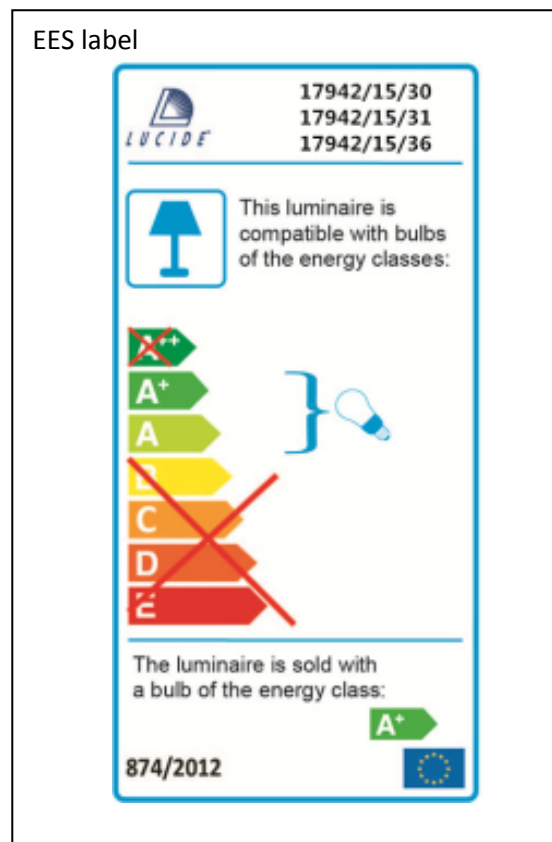 EES label
LUCIDE
17942/15/30
17942/15/31
17942/15/36
This luminaire is
compatible with bulbs
of the energy classes:
A++
A+
A
B
C
D
E
The luminaire is sold with
a bulb of the energy class:
A+
874/2012